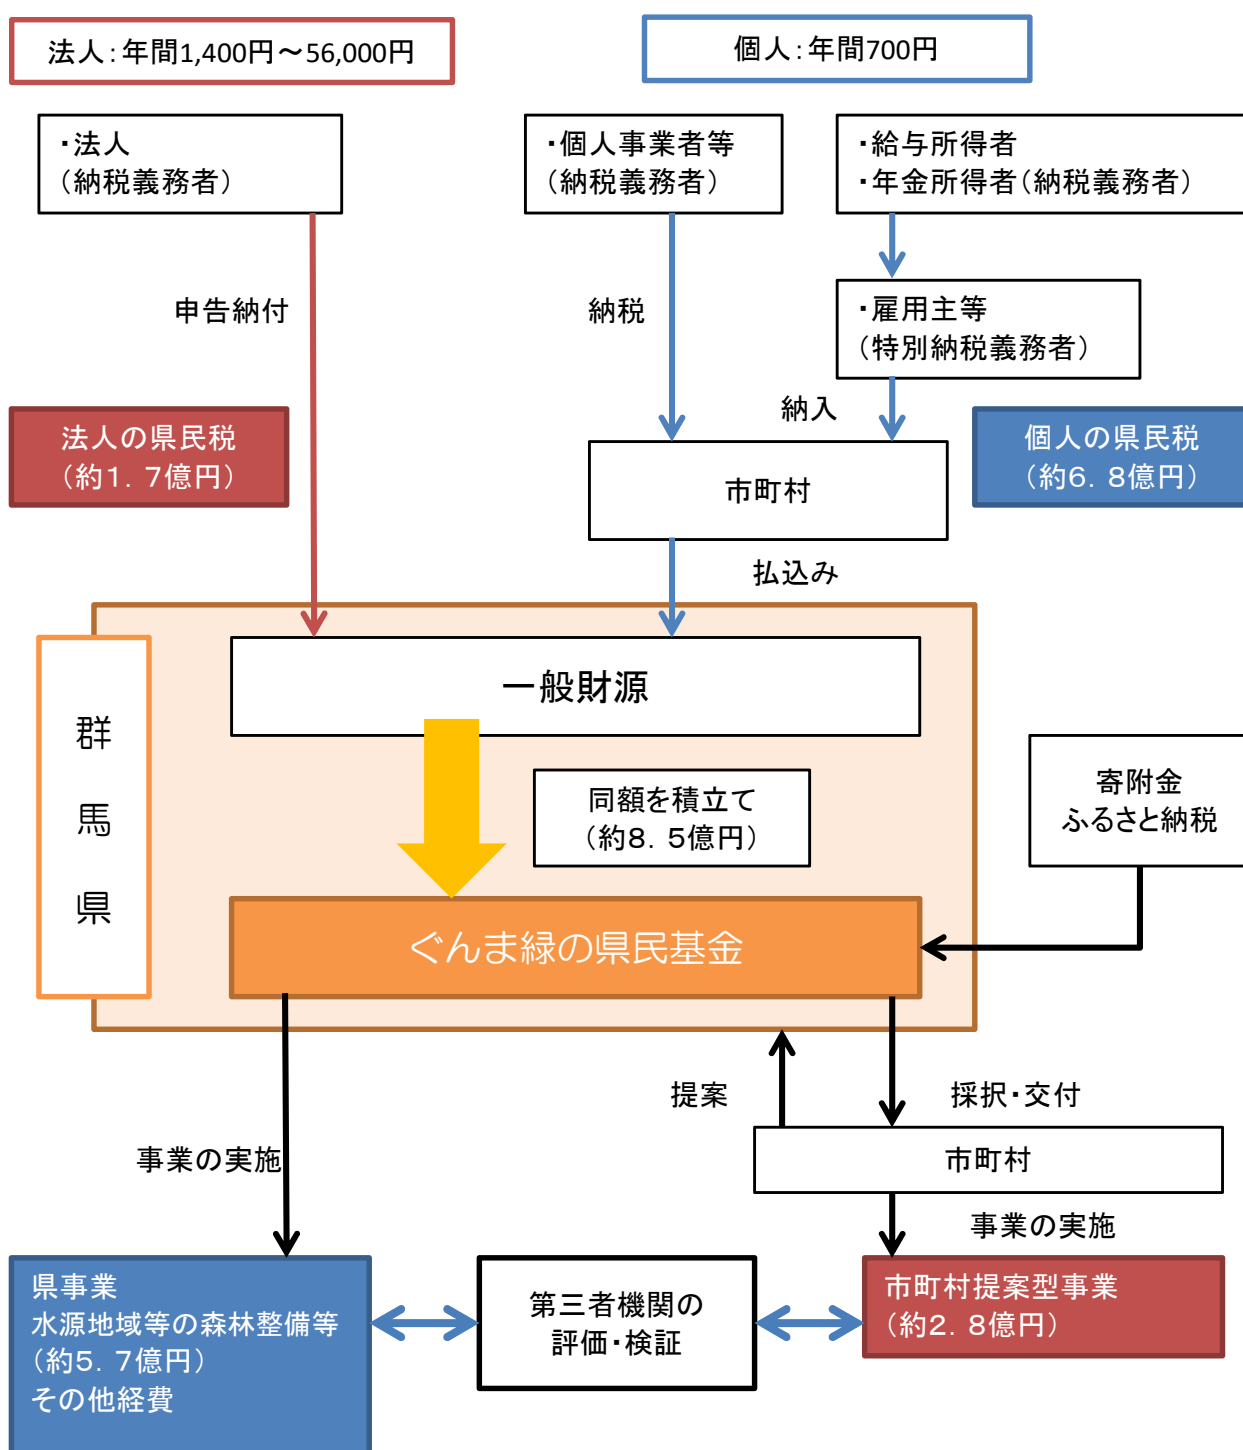 法人：年間1,400円～56,000円
個人：年間700円
・法人
（納税義務者）
・個人事業者等
（納税義務者）
・給与所得者
・年金所得者（納税義務者）
申告納付
納税
・雇用主等
（特別納税義務者）
納入
法人の県民税
（約１．７億円）
個人の県民税
（約６．８億円）
市町村
払込み
群馬県
一般財源
同額を積立て
（約８．５億円）
寄附金
ふるさと納税
ぐんま緑の県民基金
提案
採択・交付
市町村
事業の実施
事業の実施
県事業
水源地域等の森林整備等
（約５．７億円）
その他経費
第三者機関の
評価・検証
市町村提案型事業
（約２．８億円）